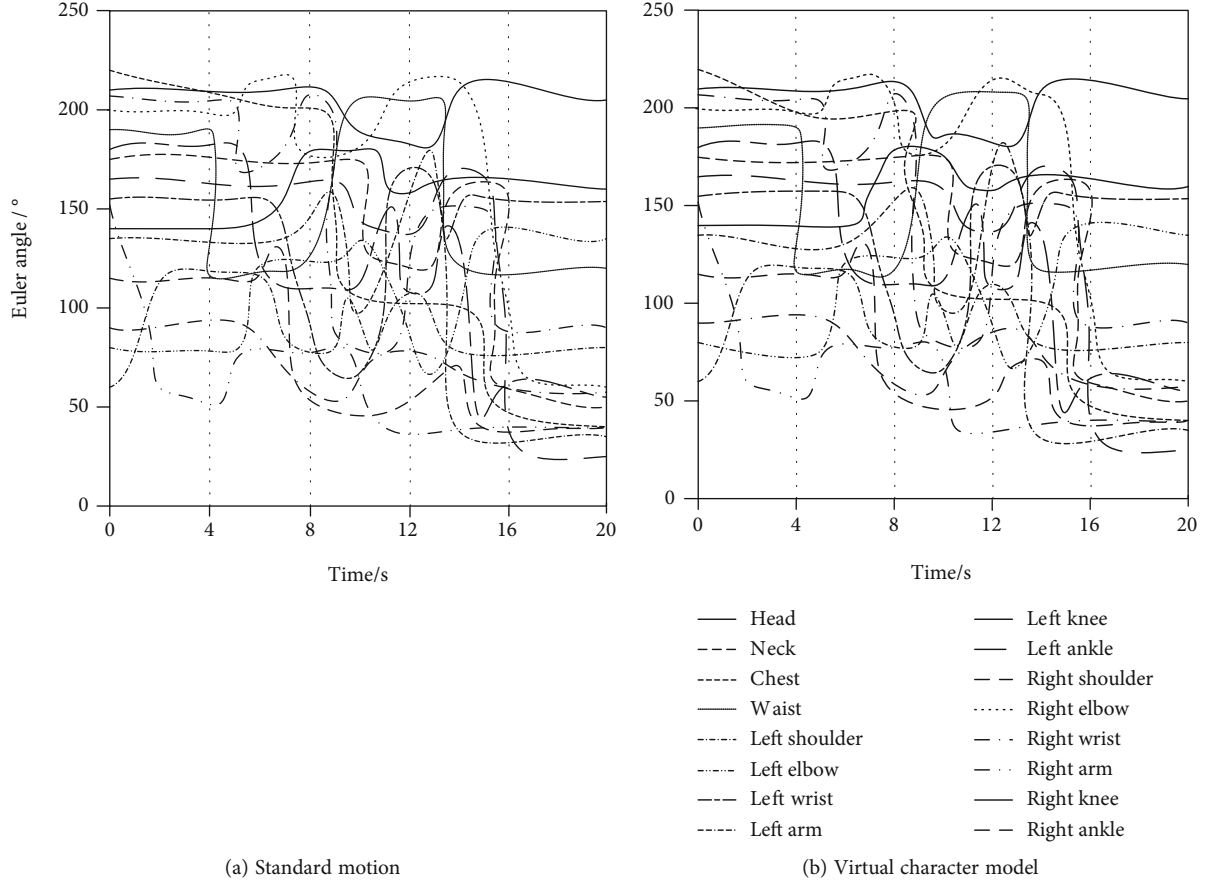 250
200
150
100
50
0
Euler angle / °
0 4 8 12 16 20
Time/s
(a) Standard motion
250
200
150
100
50
0
0 4 8 12 16 20
Time/s
Head
Neck
Chest
Waist
Left shoulder
Left elbow
Left wrist
Left arm
Left knee
Left ankle
Right shoulder
Right elbow
Right wrist
Right arm
Right knee
Right ankle
(b) Virtual character model